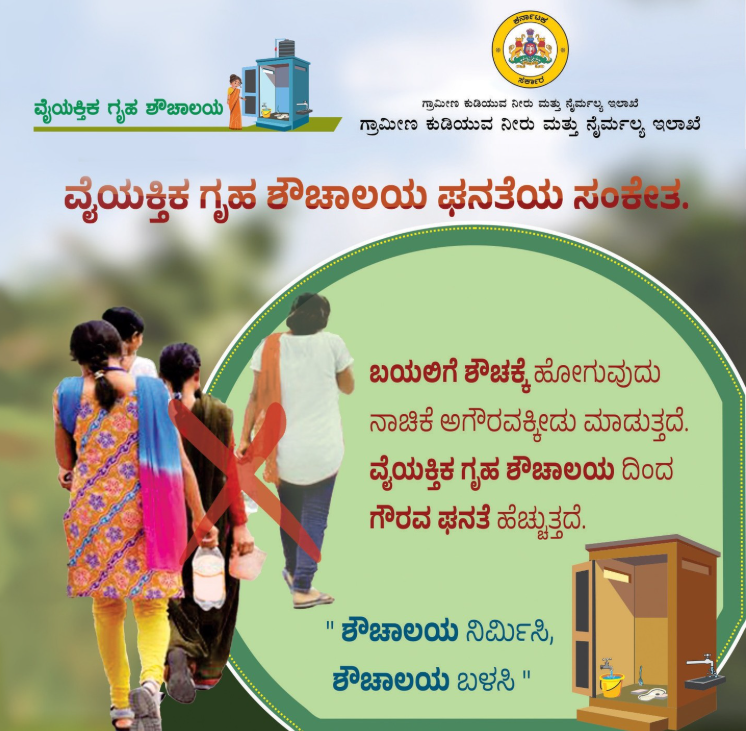 ಕರ್ನಾಟಕ
ಸರ್ಕಾರ
ವೈಯಕ್ತಿಕ ಗೃಹ ಶೌಚಾಲಯ
ಗ್ರಾಮೀಣ ಕುಡಿಯುವ ನೀರು ಮತ್ತು ನೈರ್ಮಲ್ಯ ಇಲಾಖೆ
ಗ್ರಾಮೀಣ ಕುಡಿಯುವ ನೀರು ಮತ್ತು ನೈರ್ಮಲ್ಯ ಇಲಾಖೆ
ವೈಯಕ್ತಿಕ ಗೃಹ ಶೌಚಾಲಯ ಘನತೆಯ ಸಂಕೇತ.
ಬಯಲಿಗೆ ಶೌಚಕ್ಕೆ ಹೋಗುವುದು
ನಾಚಿಕೆ ಅಗೌರವಕ್ಕೀಡು ಮಾಡುತ್ತದೆ.
ವೈಯಕ್ತಿಕ ಗೃಹ ಶೌಚಾಲಯ ದಿಂದ
ಗೌರವ ಘನತೆ ಹೆಚ್ಚುತ್ತದೆ.
" ಶೌಚಾಲಯ ನಿರ್ಮಿಸಿ,
ಶೌಚಾಲಯ ಬಳಸಿ "